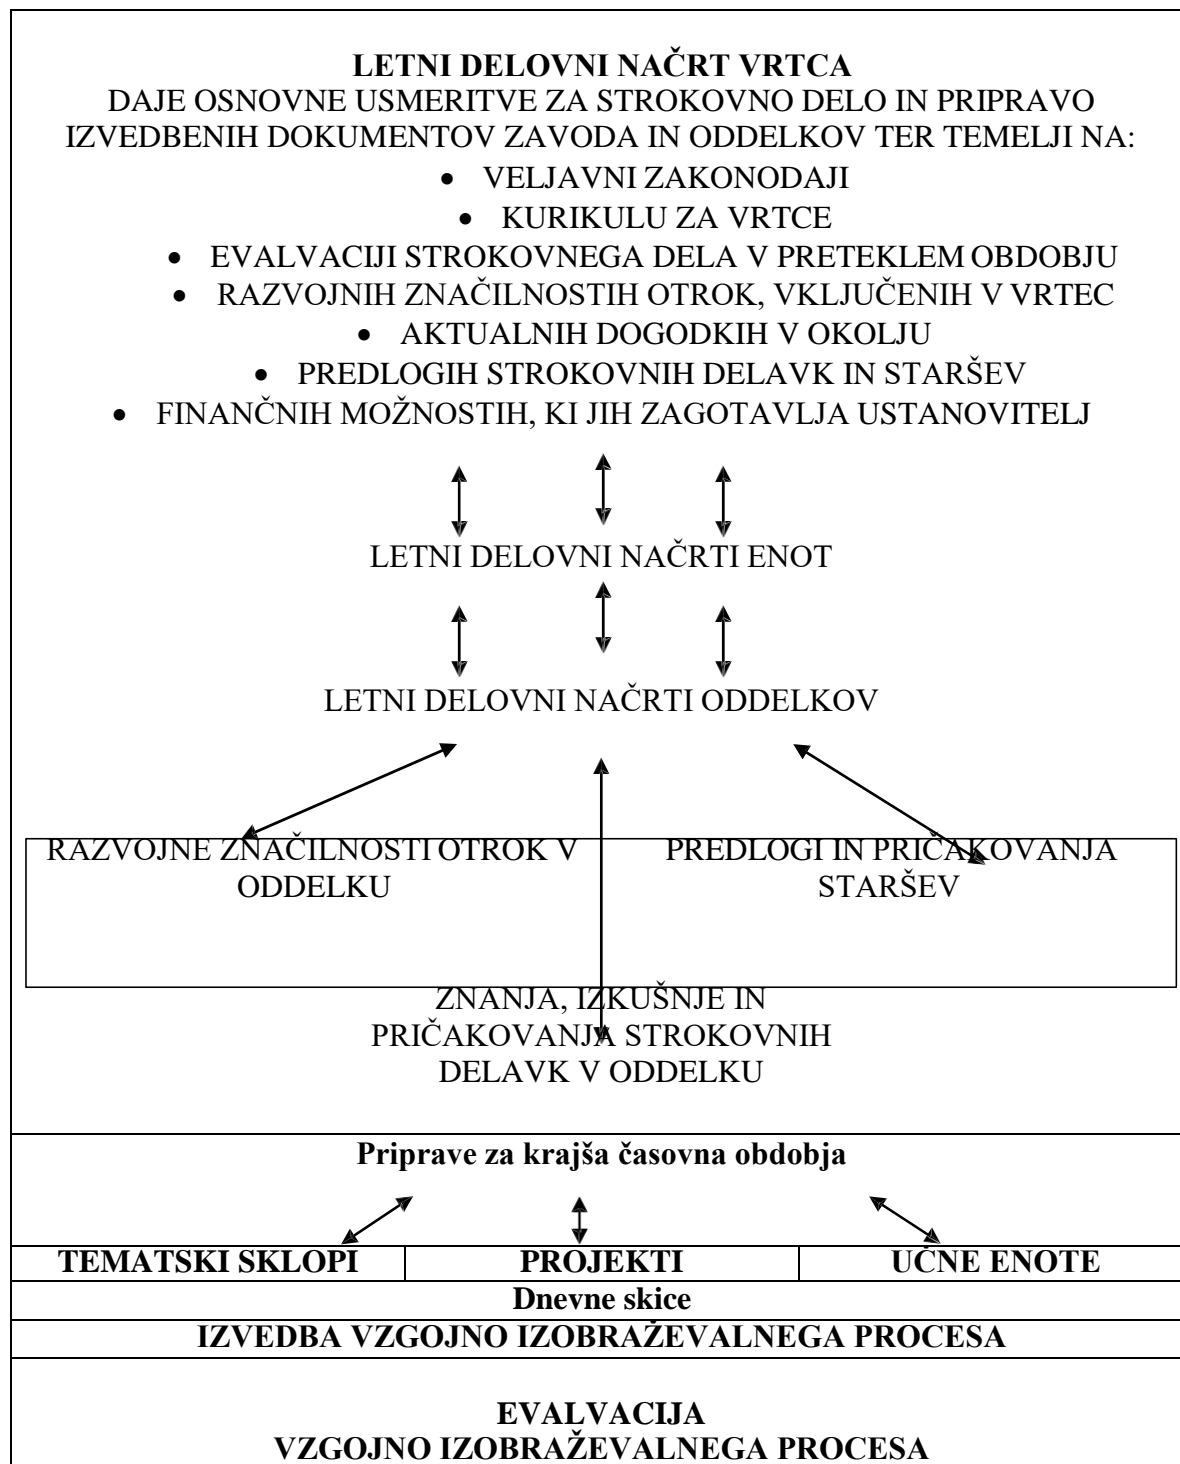 LETNI DELOVNI NAČRT VRTCA
DAJE OSNOVNE USMERITVE ZA STROKOVNO DELO IN PRIPRAVO
IZVEDBENIH DOKUMENTOV ZAVODA IN ODDELKOV TER TEMELJI NA:
• VELJAVNI ZAKONODAJI
• KURIKULU ZA VRTCE
• EVALVACIJI STROKOVNEGA DELA V PRETEKLEM OBDOBJU
• RAZVOJNIH ZNAČILNOSTIH OTROK, VKLJUČENIH V VRTEC
• AKTUALNIH DOGODKIH V OKOLJU
• PREDLOGIH STROKOVNIH DELAVK IN STARŠEV
• FINANČNIH MOŽNOSTIH, KI JIH ZAGOTAVLJA USTANOVITELJ
LETNI DELOVNI NAČRTI ENOT
LETNI DELOVNI NAČRTI ODDELKOV
RAZVOJNE ZNAČILNOSTI OTROK V
ODDELKU
PREDLOGI IN PRIČAKOVANJA
STARŠEV
ZNANJA, IZKUŠNJE IN
PRIČAKOVANJA STROKOVNIH
DELAVK V ODDELKU
Priprave za krajša časovna obdobja
TEMATSKI SKLOPI
PROJEKTI
UČNE ENOTE
Dnevne skice
IZVEDBA VZGOJNO IZOBRAŽEVALNEGA PROCESA
EVALVACIJA
VZGOJNO IZOBRAŽEVALNEGA PROCESA